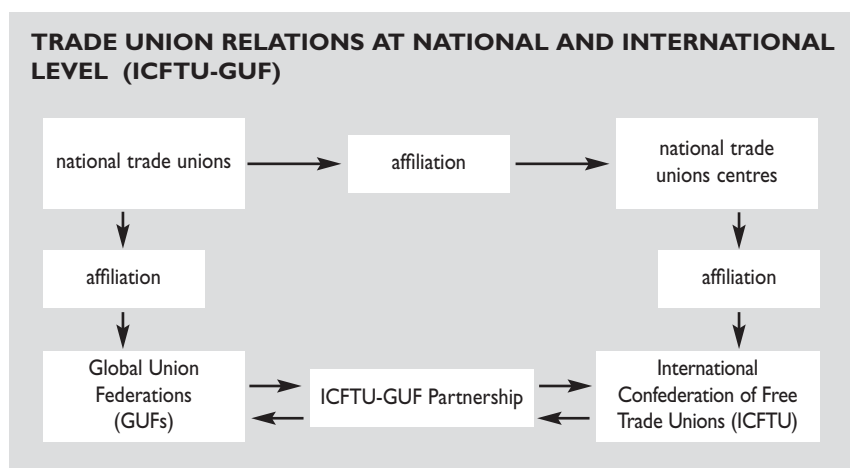 TRADE UNION RELATIONS AT NATIONAL AND INTERNATIONAL
LEVEL (ICFTU-GUF)
national trade unions
affiliation
national trade
unions centres
affiliation
affiliation
Global Union
Federations
(GUFs)
ICFTU-GUF Partnership
International
Confederation of Free
Trade Unions (ICFTU)